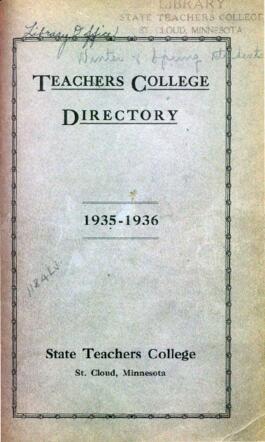 LIBRARY
STATE TEACHERS COLLEGE
ST. CLOUD, MINNESOTA
Library Office
Winter & Spring Students
TEACHERS COLLEGE
DIRECTORY
1935-1936
State Teachers College
St. Cloud, Minnesota